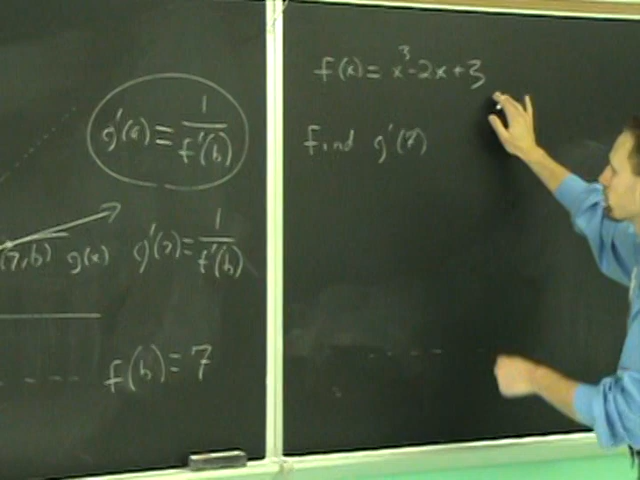 g'(a) = 1/f'(b)
(7,b) g(x) g'(7) = 1/f'(b)
f(b) = 7
f(x) = x³-2x+3
find g'(7)